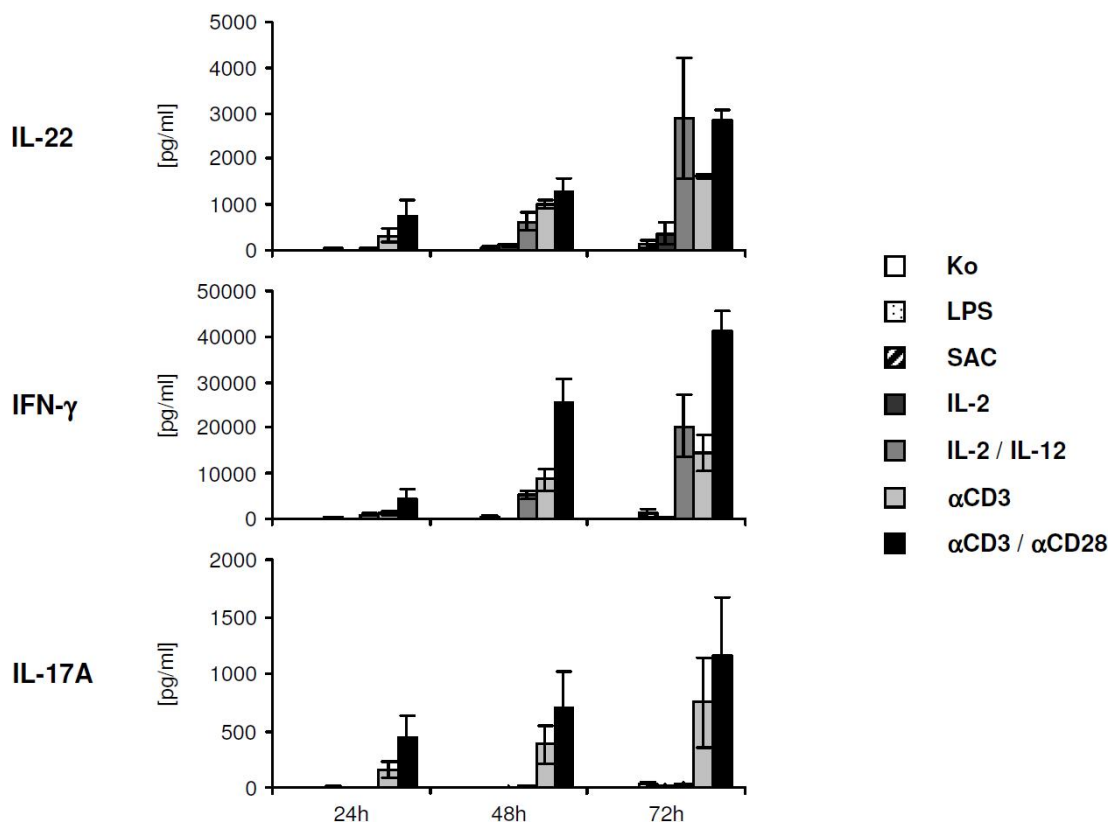 IL-22
[pg/ml]
5000
4000
3000
2000
1000
0
IFN-γ
[pg/ml]
50000
40000
30000
20000
10000
0
IL-17A
[pg/ml]
2000
1500
1000
500
0
24h 48h 72h
Ko
LPS
SAC
IL-2
IL-2 / IL-12
αCD3
αCD3 / αCD28